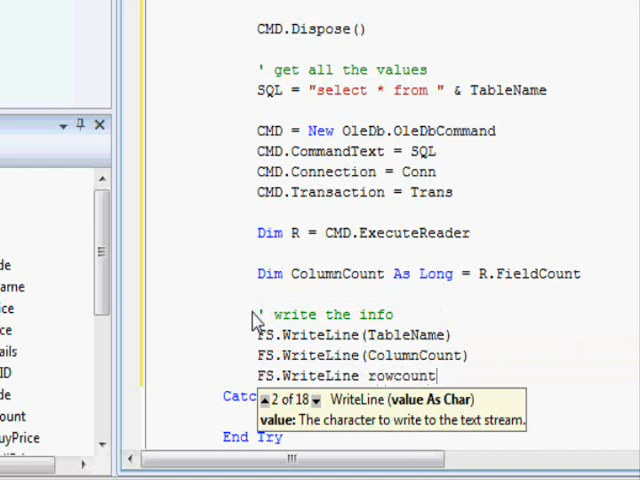 CMD.Dispose()
' get all the values
SQL = "select * from " & TableName
CMD = New OleDb.OleDbCommand
CMD.CommandText = SQL
CMD.Connection = Conn
CMD.Transaction = Trans
Dim R = CMD.ExecuteReader
Dim ColumnCount As Long = R.FieldCount
' write the info
FS.WriteLine(TableName)
FS.WriteLine(ColumnCount)
FS.WriteLine rowcount
Catc
2 of 18 WriteLine (value As Char)
value: The character to write to the text stream.
End Try
de
ame
ice
ce
ails
ID
de
ount
uyPrice
ellPrice